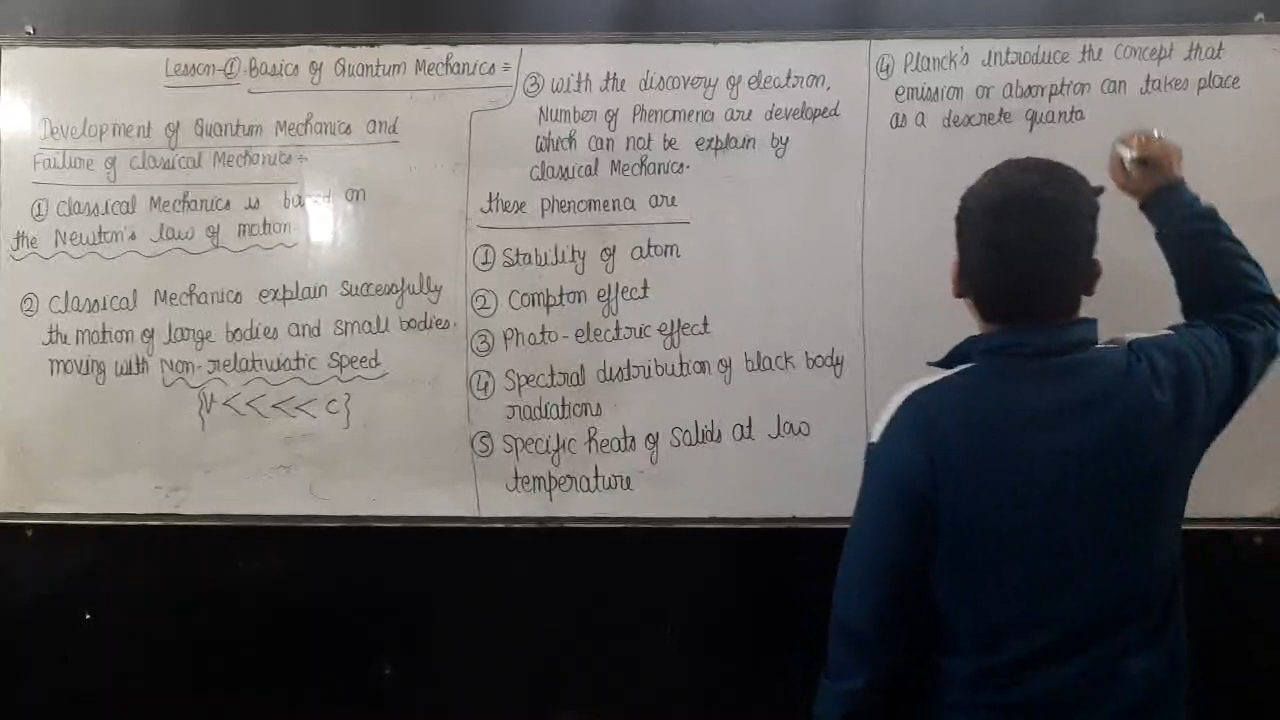 Lesson-① Basics of Quantum Mechanics :-
Development of Quantum Mechanics and
Failure of Classical Mechanics :-
① Classical Mechanics is based on
the Newton's law of motion
② Classical Mechanics explain successfully
the motion of large bodies and small bodies.
moving with Non-relativistic Speed
{V<<<<c}
③ with the discovery of electron,
Number of Phenomena are developed
which can not be explain by
Classical Mechanics.
these phenomena are
① Stability of atom
② Compton effect
③ Photo-electric effect
④ Spectral distribution of black body
radiations
⑤ Specific heats of Solids at low
temperature
④ Planck's introduce the concept that
emission or absorption can takes place
as a descrete quanta